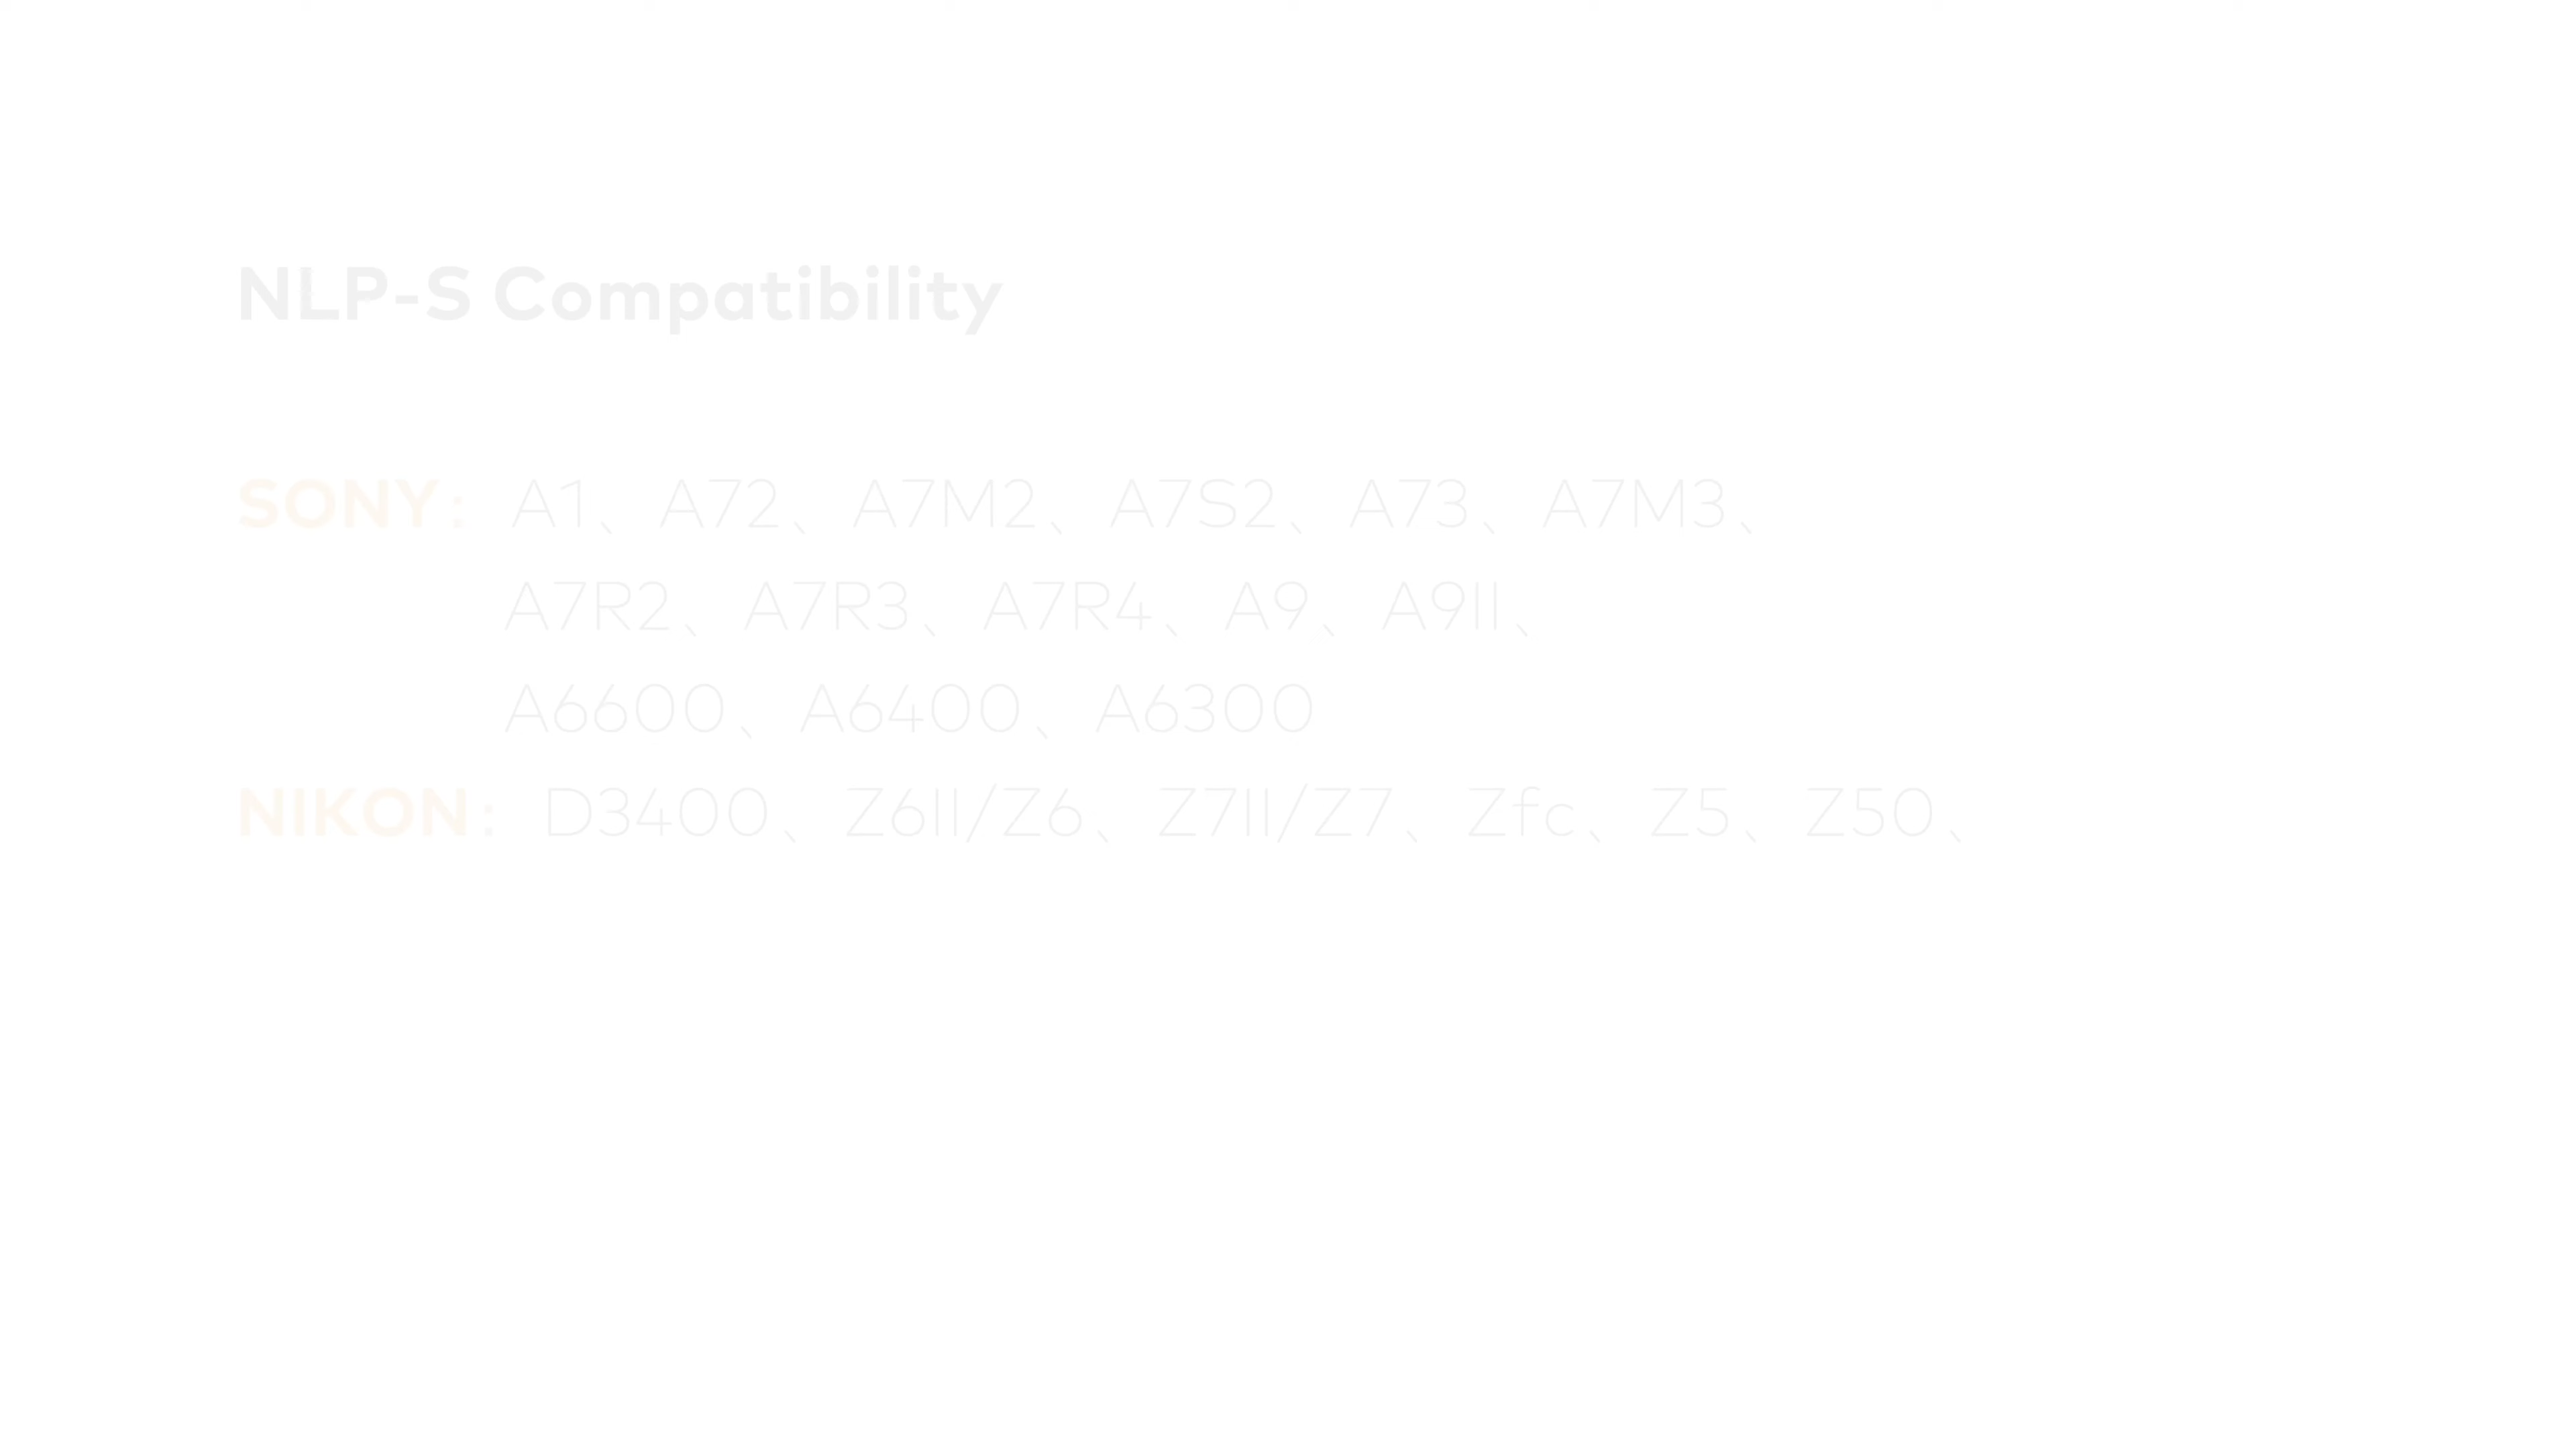 NLP-S Compatibility
SONY: A1、A72、A7M2、A7S2、A73、A7M3、
A7R2、A7R3、A7R4、A9、A9II、
A6600、A6400、A6300
NIKON: D3400、Z6II/Z6、Z7II/Z7、Zfc、Z5、Z50、